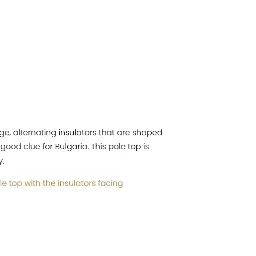 ge, alternating insulators that are shaped
good clue for Bulgaria. This pole top is
y.
le top with the insulators facing